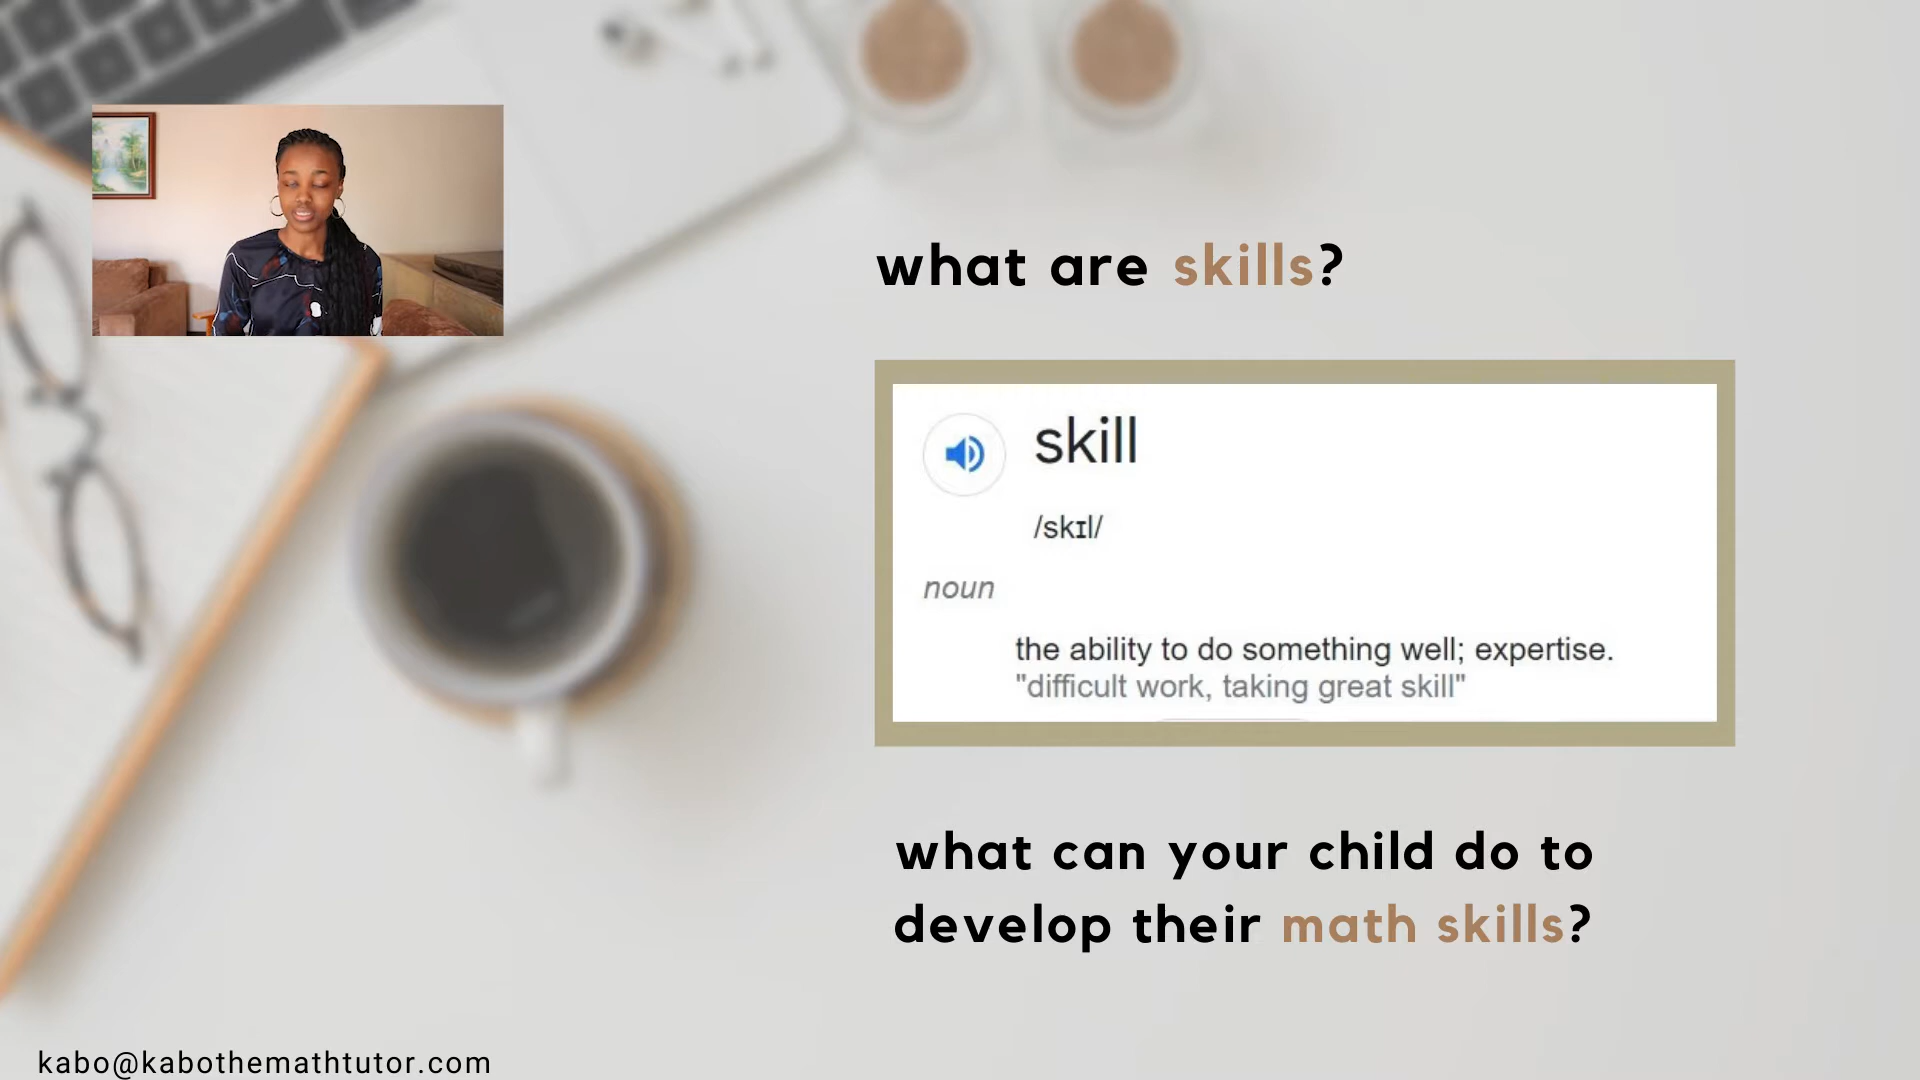 what are skills?
skill
/skɪl/
noun
the ability to do something well; expertise.
"difficult work, taking great skill"
what can your child do to
develop their math skills?
kabo@kabothemathtutor.com